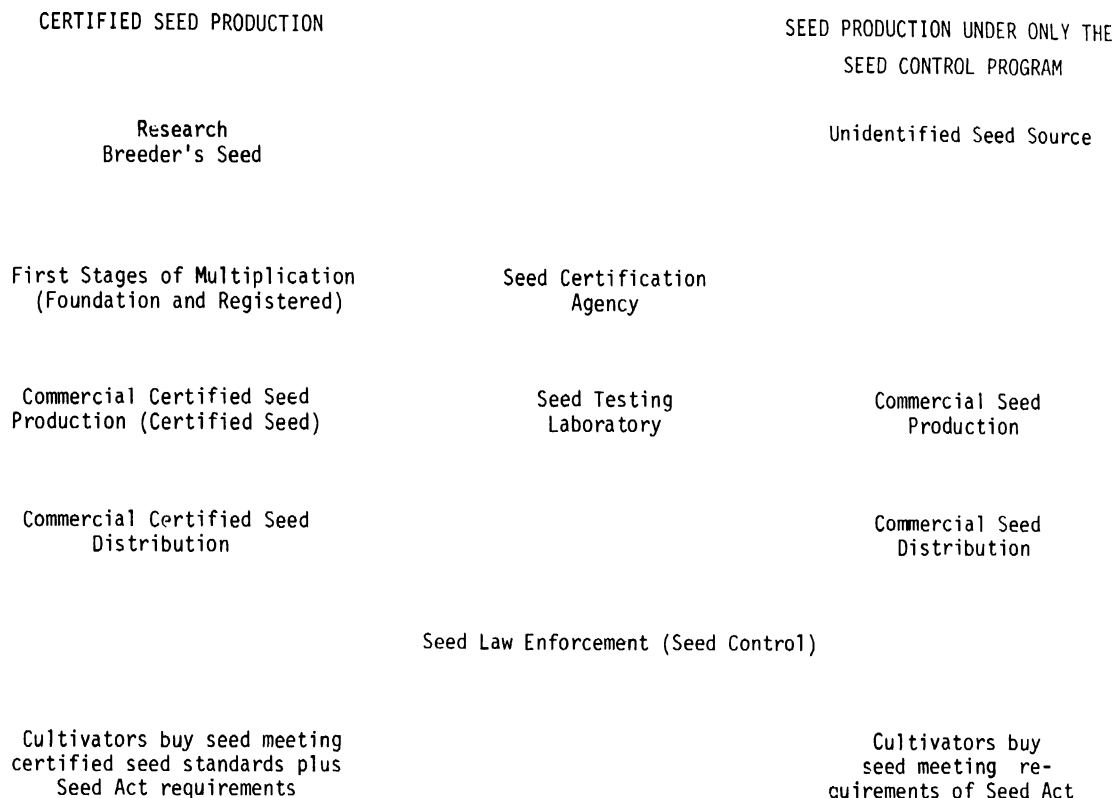 CERTIFIED SEED PRODUCTION
SEED PRODUCTION UNDER ONLY THE
SEED CONTROL PROGRAM
Research
Breeder's Seed
Unidentified Seed Source
First Stages of Multiplication
(Foundation and Registered)
Seed Certification
Agency
Commercial Certified Seed
Production (Certified Seed)
Seed Testing
Laboratory
Commercial Seed
Production
Commercial Certified Seed
Distribution
Commercial Seed
Distribution
Seed Law Enforcement (Seed Control)
Cultivators buy seed meeting
certified seed standards plus
Seed Act requirements
Cultivators buy
seed meeting re-
quirements of Seed Act